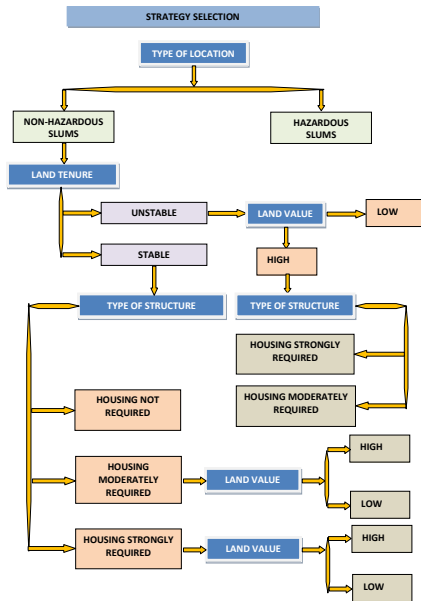 STRATEGY SELECTION
TYPE OF LOCATION
NON-HAZARDOUS
SLUMS
HAZARDOUS
SLUMS
LAND TENURE
UNSTABLE
LAND VALUE
LOW
STABLE
HIGH
TYPE OF STRUCTURE
TYPE OF STRUCTURE
HOUSING STRONGLY
REQUIRED
HOUSING MODERATELY
REQUIRED
HOUSING NOT
REQUIRED
HOUSING
MODERATELY
REQUIRED
LAND VALUE
HIGH
LOW
HOUSING STRONGLY
REQUIRED
LAND VALUE
HIGH
LOW